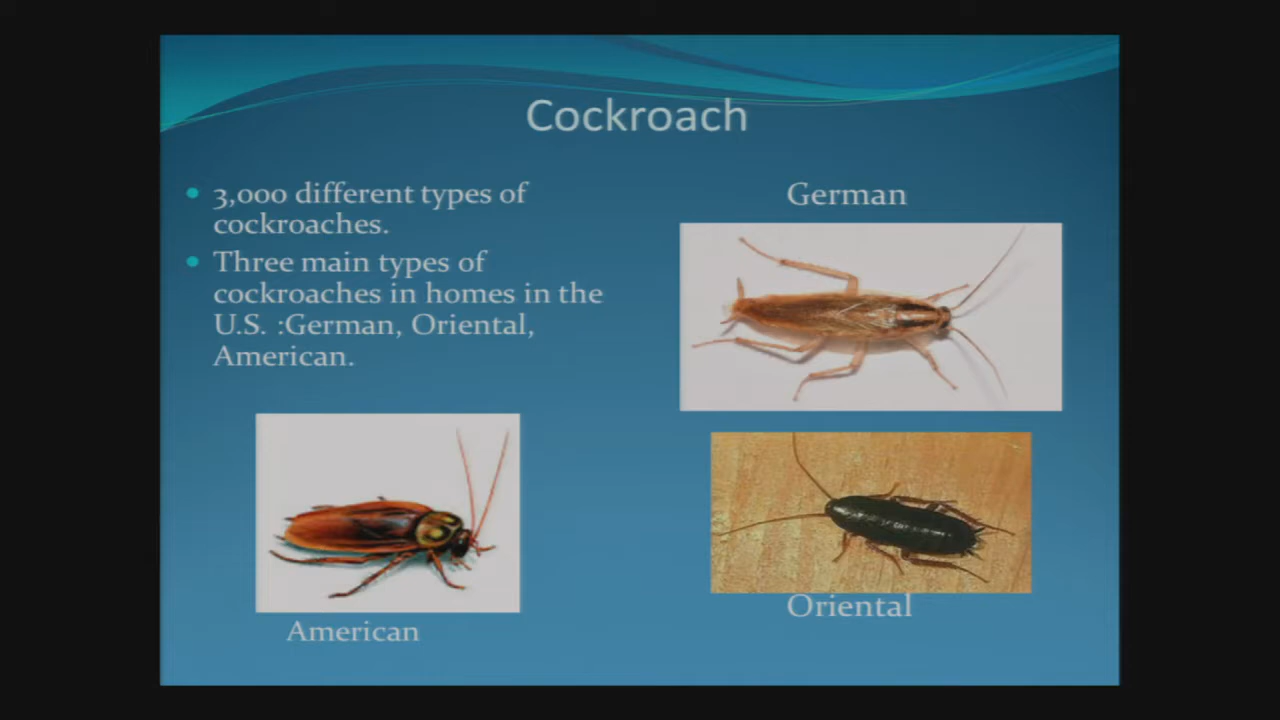 Cockroach
3,000 different types of
cockroaches.
Three main types of
cockroaches in homes in the
U.S. :German, Oriental,
American.
German
American
Oriental